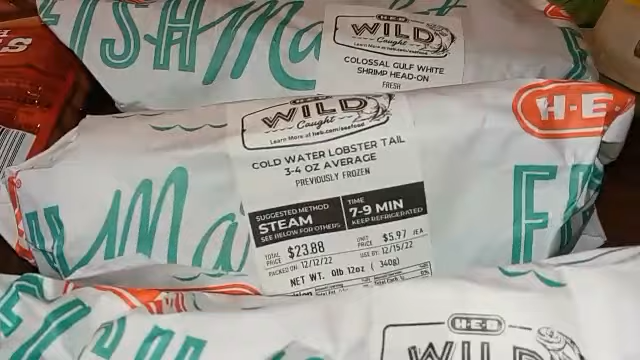 FISH Ma
H-E-B
WILD
Caught
Learn More at heb.com/seafood
COLOSSAL GULF WHITE
SHRIMP HEAD-ON
FRESH
F
H-E-B
WILD
Caught
Learn More at heb.com/seafood
COLD WATER LOBSTER TAIL
3-4 OZ AVERAGE
PREVIOUSLY FROZEN
H-E-
SUGGESTED METHOD
STEAM
SEE BELOW FOR OTHERS
TIME
7-9 MIN
KEEP REFRIGERATED
TOTAL PRICE $23.88
UNIT PRICE $5.97 /EA
PACKED ON: 12/12/22
USE BY: 12/15/22
NET WT. 0lb 12oz ( 340g)
H Ma
F
H-E-B
WILD